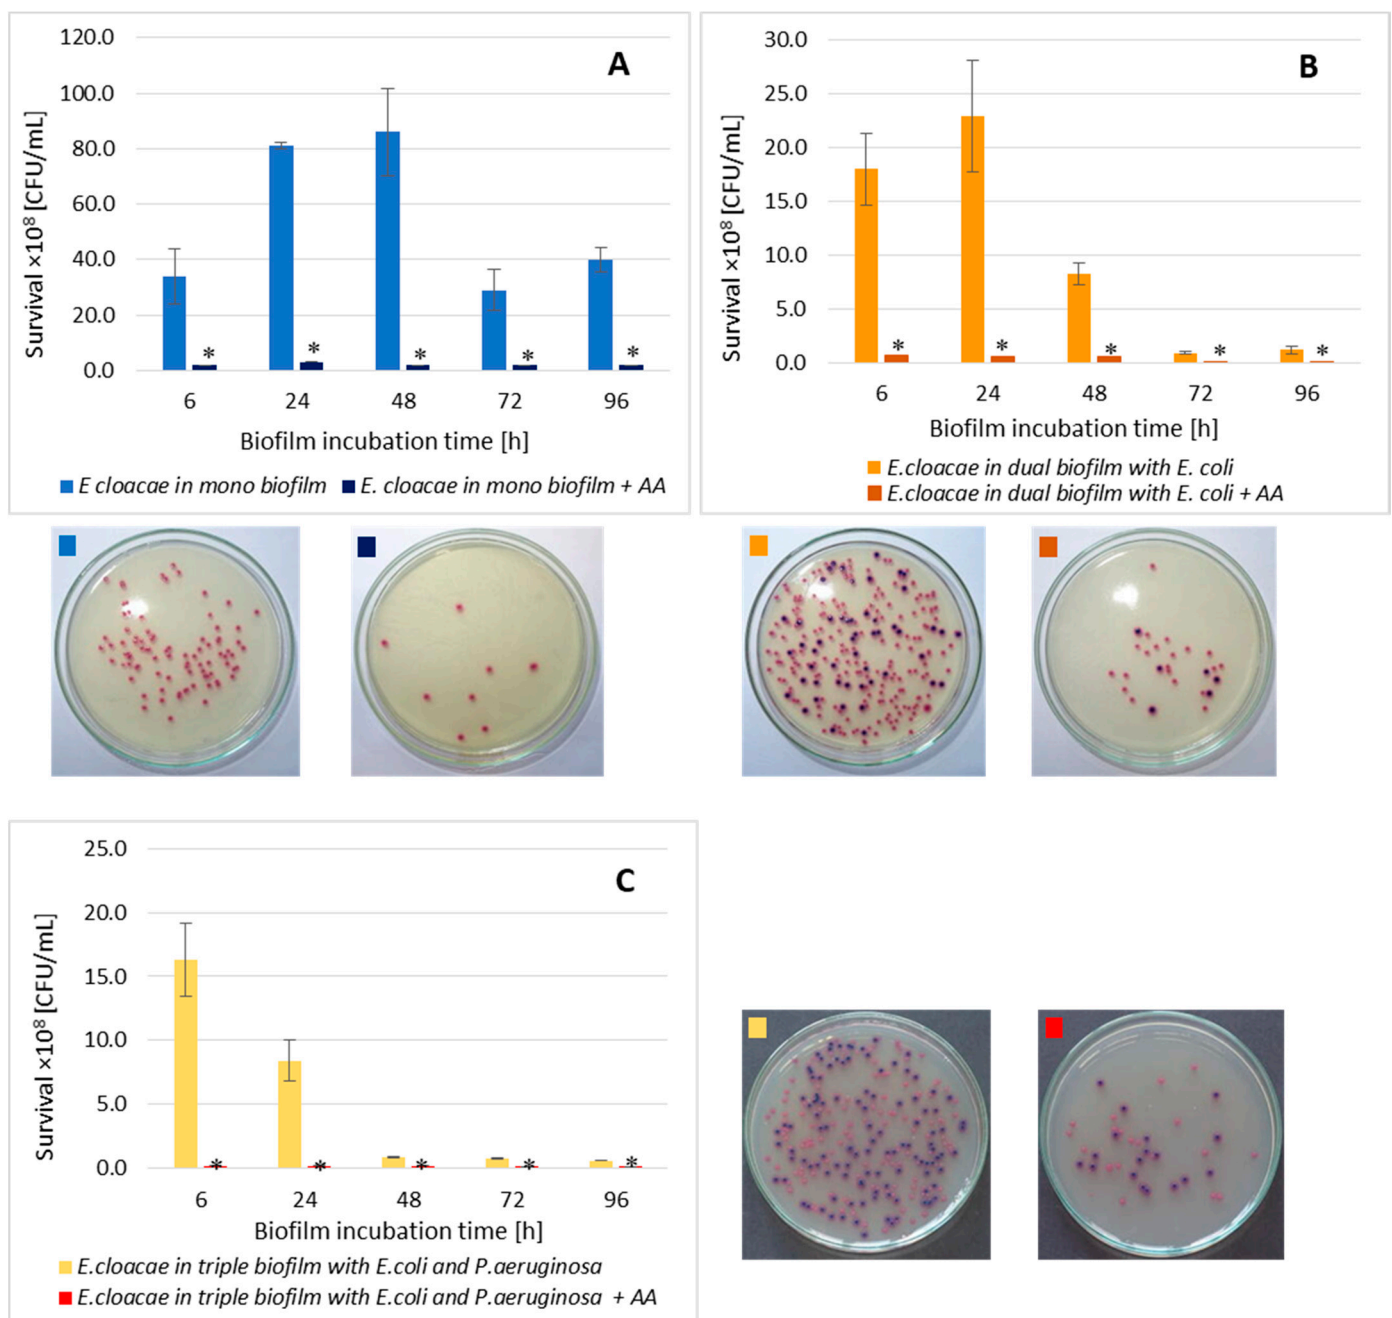 A
Survival ×10⁸ [CFU/mL]
120.0
100.0
80.0
60.0
40.0
20.0
0.0
* * * * *
6 24 48 72 96
Biofilm incubation time [h]
E cloacae in mono biofilm E. cloacae in mono biofilm + AA
B
Survival ×10⁸ [CFU/mL]
30.0
25.0
20.0
15.0
10.0
5.0
0.0
* * * * *
6 24 48 72 96
Biofilm incubation time [h]
E.cloacae in dual biofilm with E. coli
E.cloacae in dual biofilm with E. coli + AA
C
Survival ×10⁸ [CFU/mL]
25.0
20.0
15.0
10.0
5.0
0.0
* * * * *
6 24 48 72 96
Biofilm incubation time [h]
E.cloacae in triple biofilm with E.coli and P.aeruginosa
E.cloacae in triple biofilm with E.coli and P.aeruginosa + AA